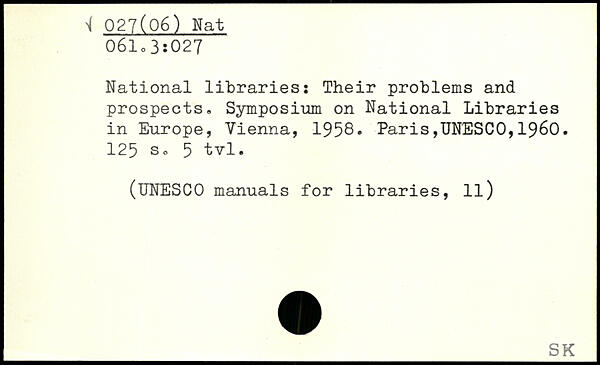 √ 027(06) Nat
061.3:027
National libraries: Their problems and
prospects. Symposium on National Libraries
in Europe, Vienna, 1958. Paris,UNESCO,1960.
125 s. 5 tvl.
(UNESCO manuals for libraries, 11)
SK